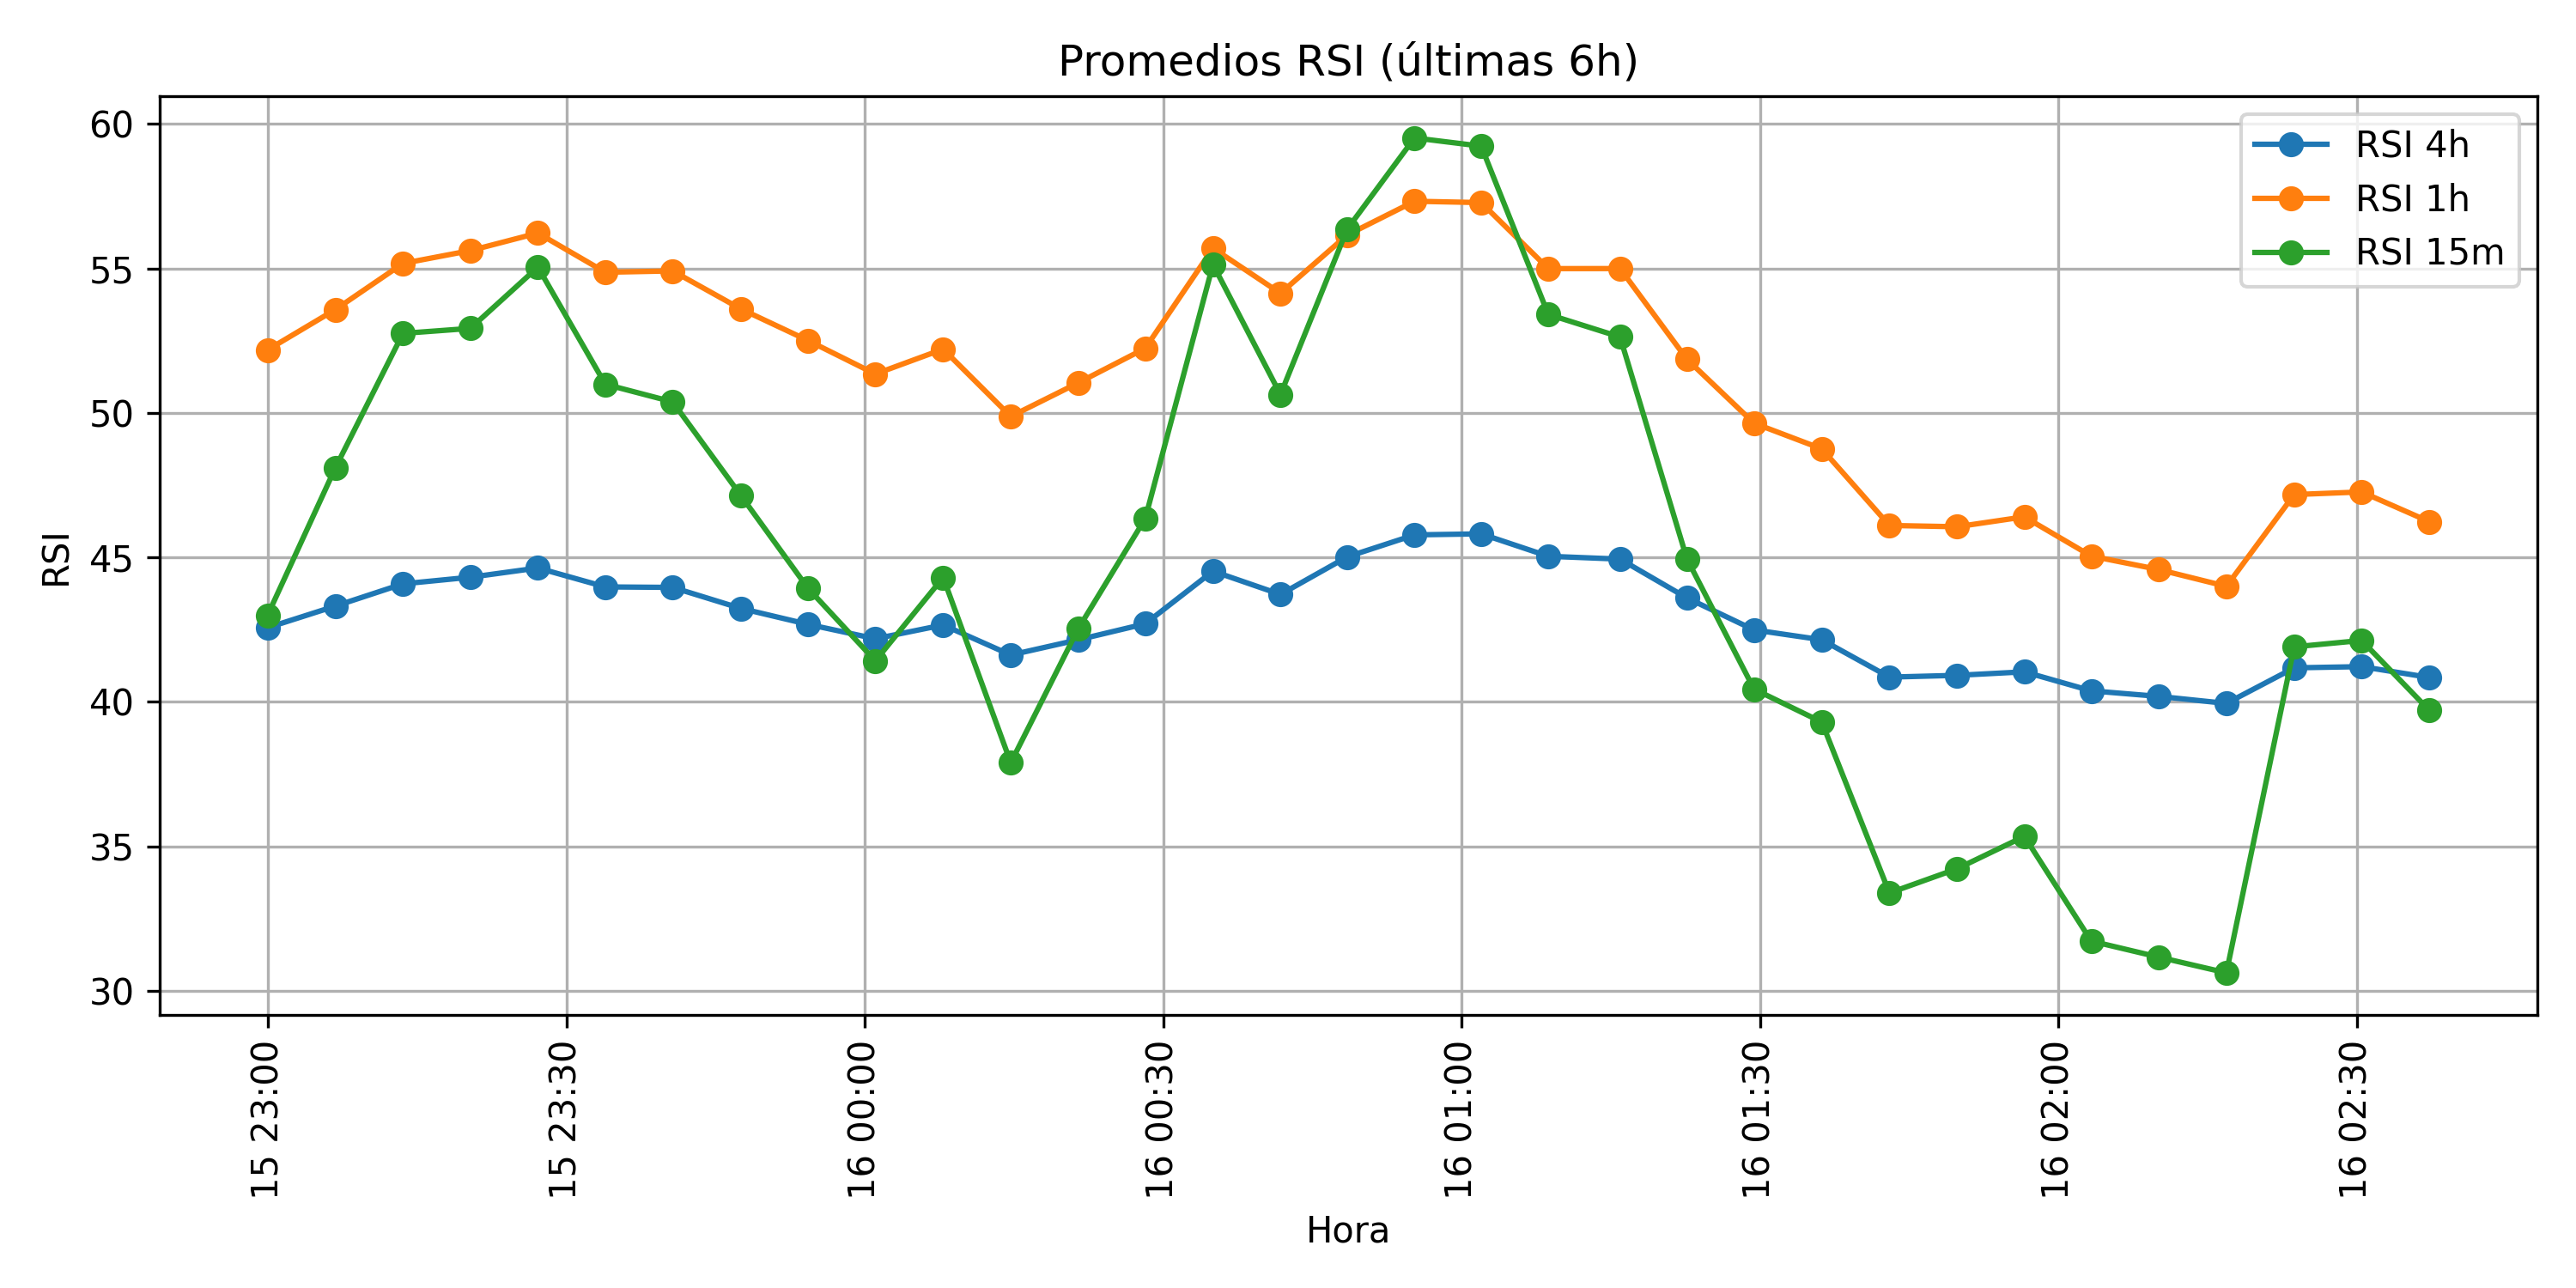 Promedios RSI (últimas 6h)
RSI 4h
RSI 1h
RSI 15m
60
55
50
45
40
35
30
RSI
15 23:00
15 23:30
16 00:00
16 00:30
16 01:00
16 01:30
16 02:00
16 02:30
Hora